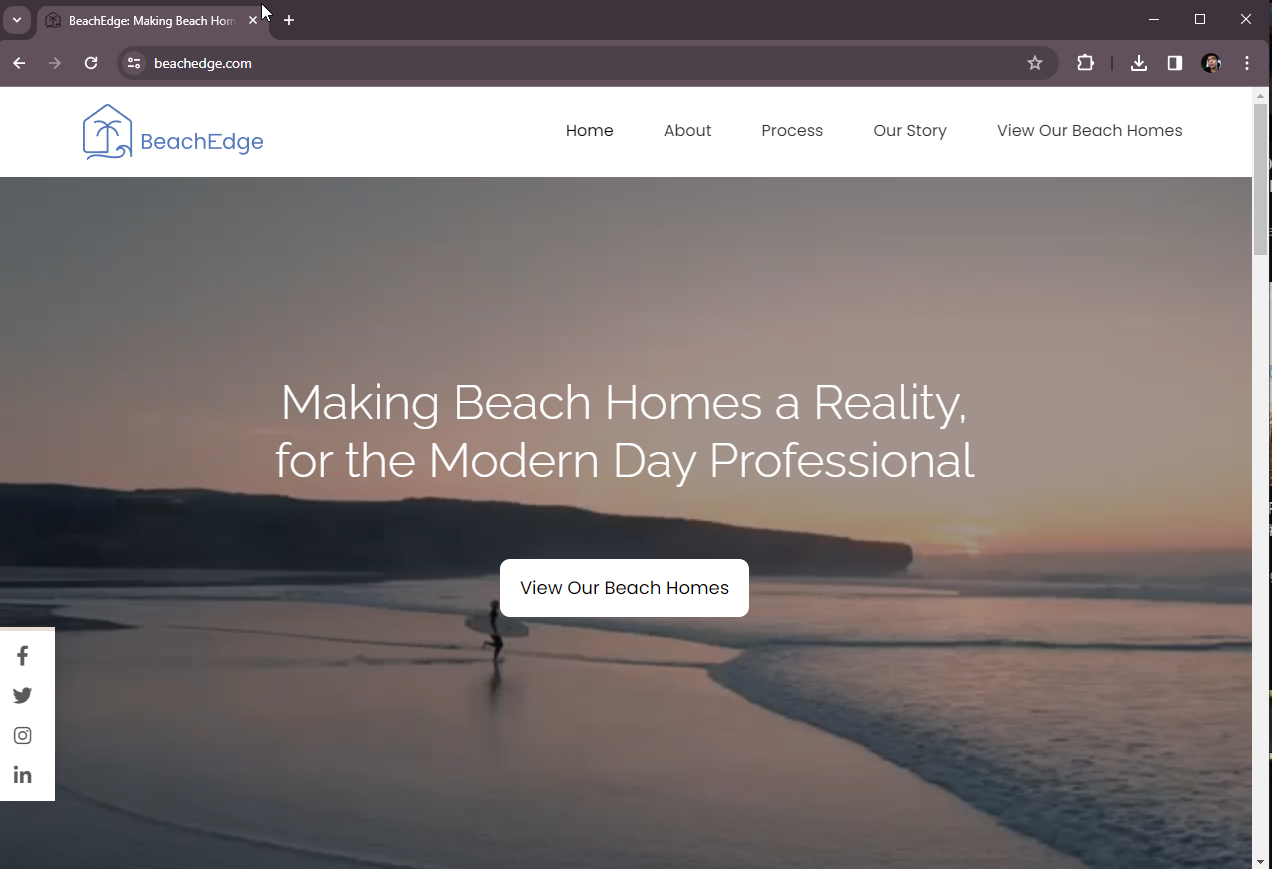 BeachEdge: Making Beach Hom
beachedge.com
BeachEdge
Home About Process Our Story View Our Beach Homes
Making Beach Homes a Reality,
for the Modern Day Professional
View Our Beach Homes